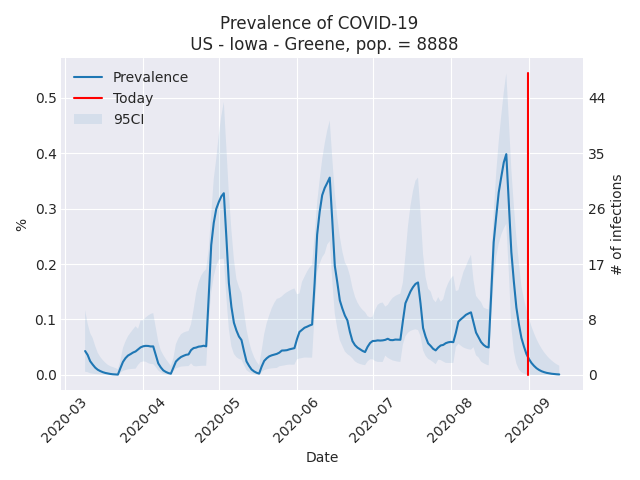 Prevalence of COVID-19
US - Iowa - Greene, pop. = 8888
Prevalence
Today
95CI
0.5
0.4
0.3
0.2
0.1
0.0
%
44
35
26
17
8
0
# of infections
2020-03
2020-04
2020-05
2020-06
2020-07
2020-08
2020-09
Date